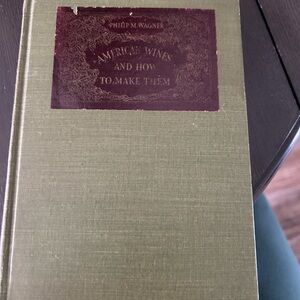 PHILIP M. WAGNER
AMERICAN WINES
AND HOW
TO MAKE THEM